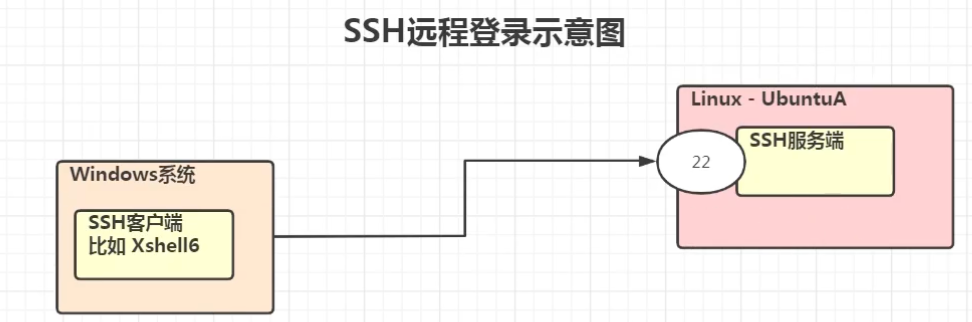 SSH远程登录示意图
Linux - UbuntuA
SSH服务端
22
Windows系统
SSH客户端
比如 Xshell6